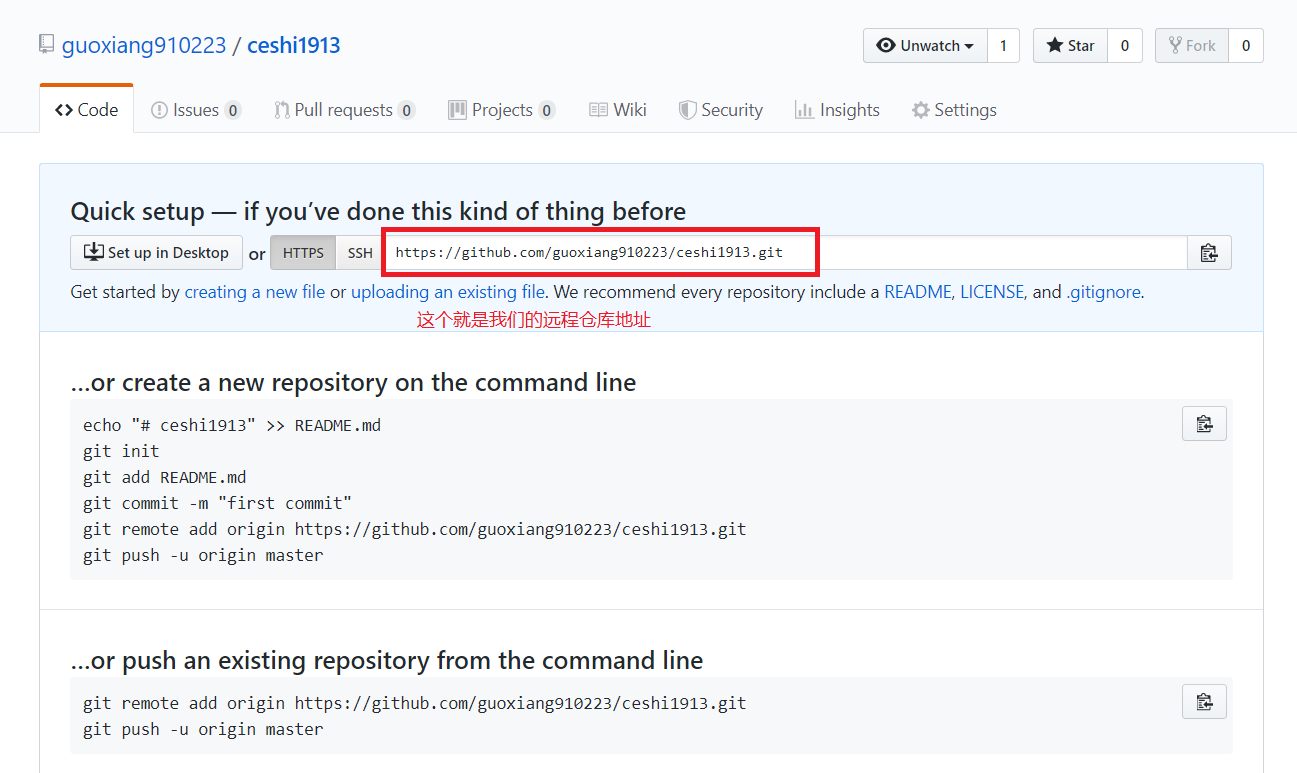 guoxiang910223 / ceshi1913
Unwatch 1 Star 0 Fork 0
Code Issues 0 Pull requests 0 Projects 0 Wiki Security Insights Settings
Quick setup — if you’ve done this kind of thing before
Set up in Desktop or HTTPS SSH https://github.com/guoxiang910223/ceshi1913.git
Get started by creating a new file or uploading an existing file. We recommend every repository include a README, LICENSE, and .gitignore.
这个就是我们的远程仓库地址
…or create a new repository on the command line
echo "# ceshi1913" >> README.md
git init
git add README.md
git commit -m "first commit"
git remote add origin https://github.com/guoxiang910223/ceshi1913.git
git push -u origin master
…or push an existing repository from the command line
git remote add origin https://github.com/guoxiang910223/ceshi1913.git
git push -u origin master